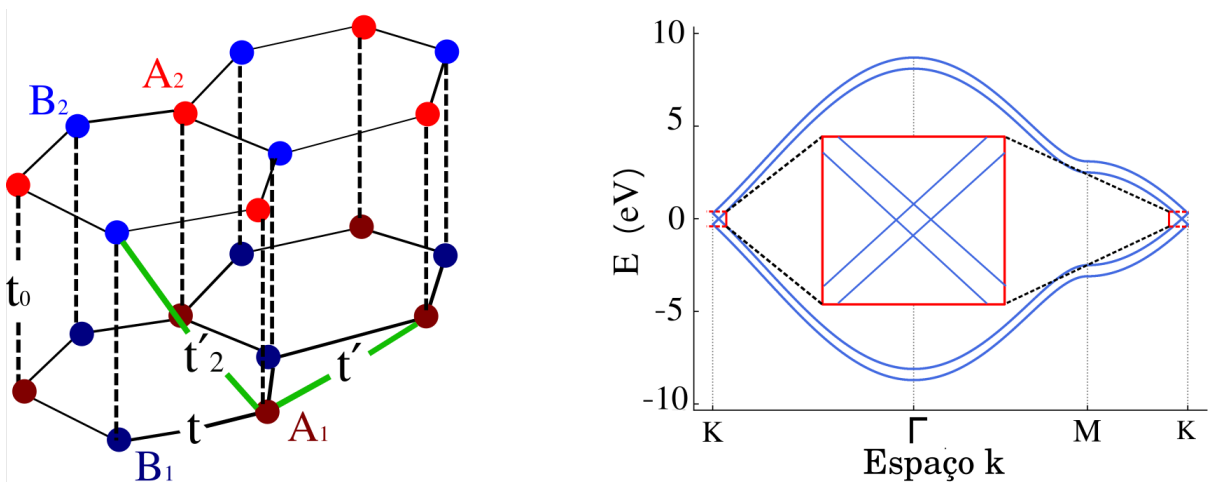 A₂
B₂
t₀
t′₂
t′
t
A₁
B₁
10
5
0
-5
-10
E (eV)
K
Γ
M
K
Espaço k